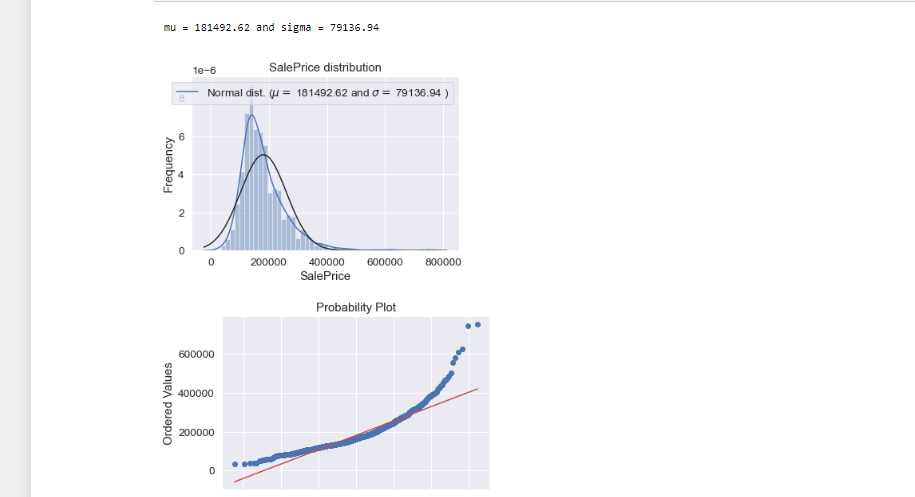 mu = 181492.62 and sigma = 79136.94
1e−6
SalePrice distribution
Normal dist. (μ = 181492.62 and σ = 79136.94 )
8
6
4
2
0
Frequency
0 200000 400000 600000 800000
SalePrice
Probability Plot
600000
400000
200000
0
Ordered Values